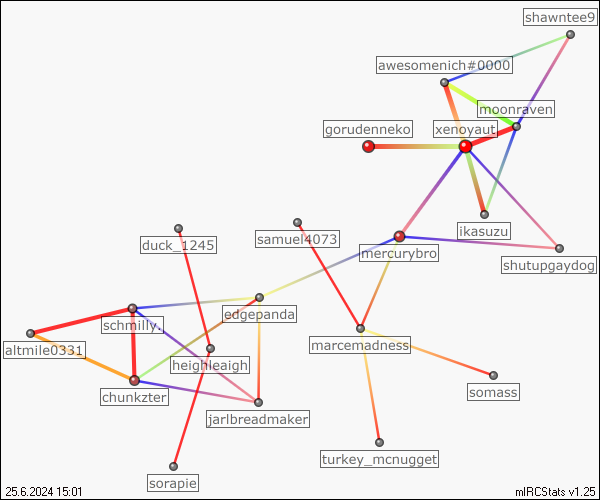 shawntee9
awesomenich#0000
moonraven
gorudenneko
xenoyaut
ikasuzu
duck_1245
samuel4073
mercurybro
shutupgaydog
edgepanda
schmilly.
altmile0331
heighleaigh
marcemadness
chunkzter
somass
jarlbreadmaker
turkey_mcnugget
sorapie
25.6.2024 15:01
mIRCStats v1.25